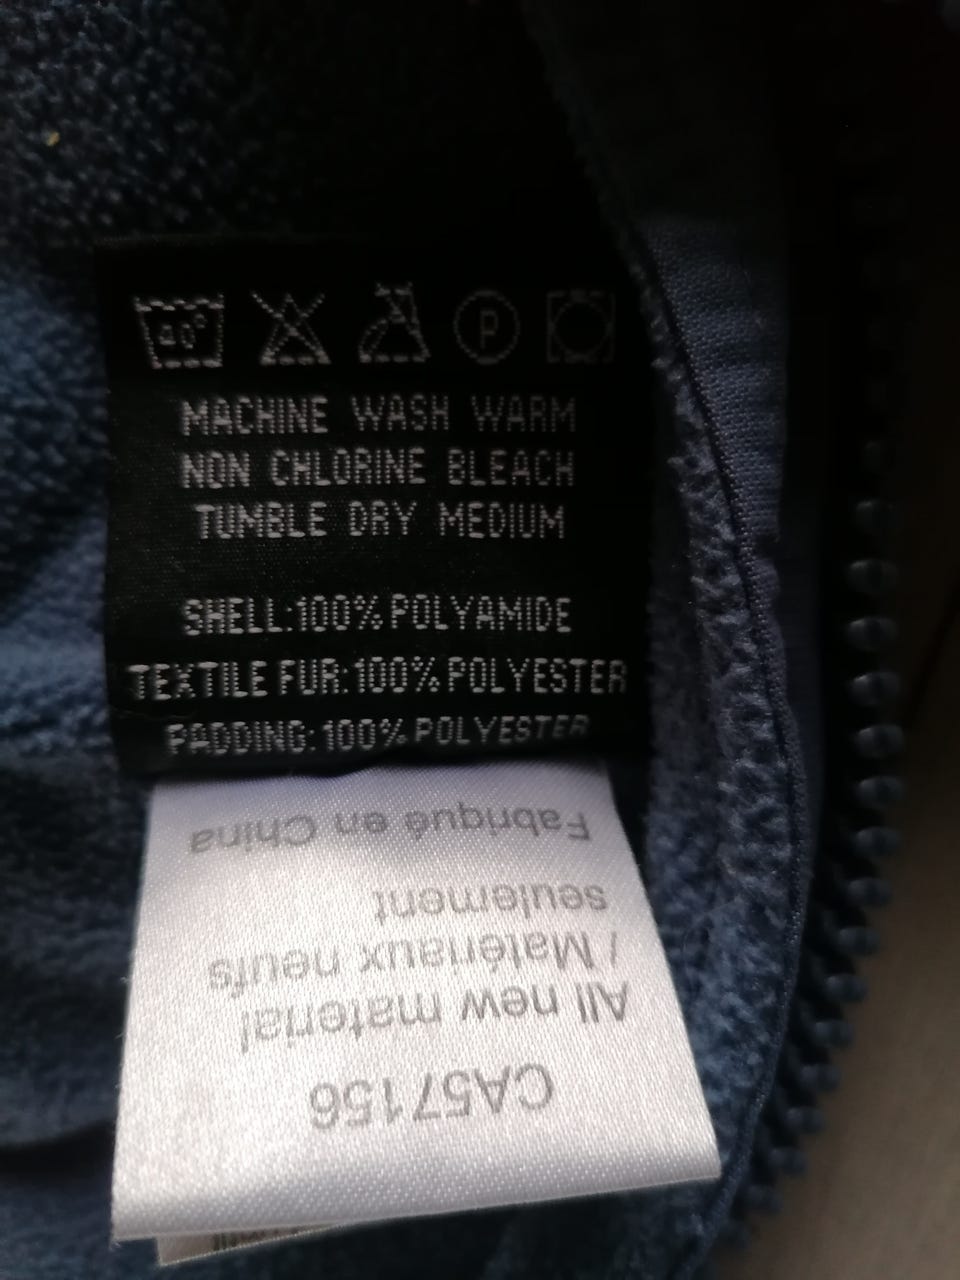 40°
P
MACHINE WASH WARM
NON CHLORINE BLEACH
TUMBLE DRY MEDIUM
SHELL:100% POLYAMIDE
TEXTILE FUR:100% POLYESTER
PADDING:100% POLYESTER
CA57156
All new material
/ Matériaux neufs
seulement
Fabriqué en China